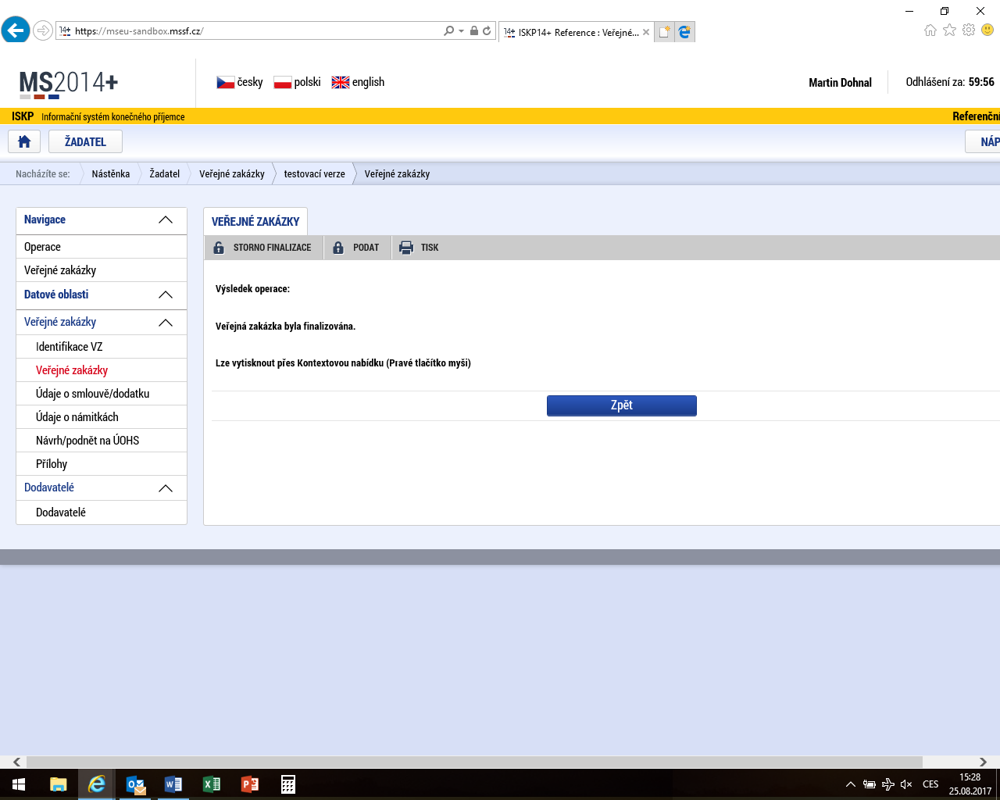 https://mseu-sandbox.mssf.cz/
ISKP14+ Reference : Veřejné...
MS2014+
česky polski english
Martin Dohnal
Odhlášení za: 59:56
ISKP Informační systém konečného příjemce
Referenční
ŽADATEL
NÁP
Nacházíte se: Nástěnka Žadatel Veřejné zakázky testovací verze Veřejné zakázky
Navigace
Operace
Veřejné zakázky
Datové oblasti
Veřejné zakázky
Identifikace VZ
Veřejné zakázky
Údaje o smlouvě/dodatku
Údaje o námitkách
Návrh/podnět na ÚOHS
Přílohy
Dodavatelé
Dodavatelé
VEŘEJNÉ ZAKÁZKY
STORNO FINALIZACE PODAT TISK
Výsledek operace:
Veřejná zakázka byla finalizována.
Lze vytisknout přes Kontextovou nabídku (Pravé tlačítko myši)
Zpět
CES
15:28
25.08.2017